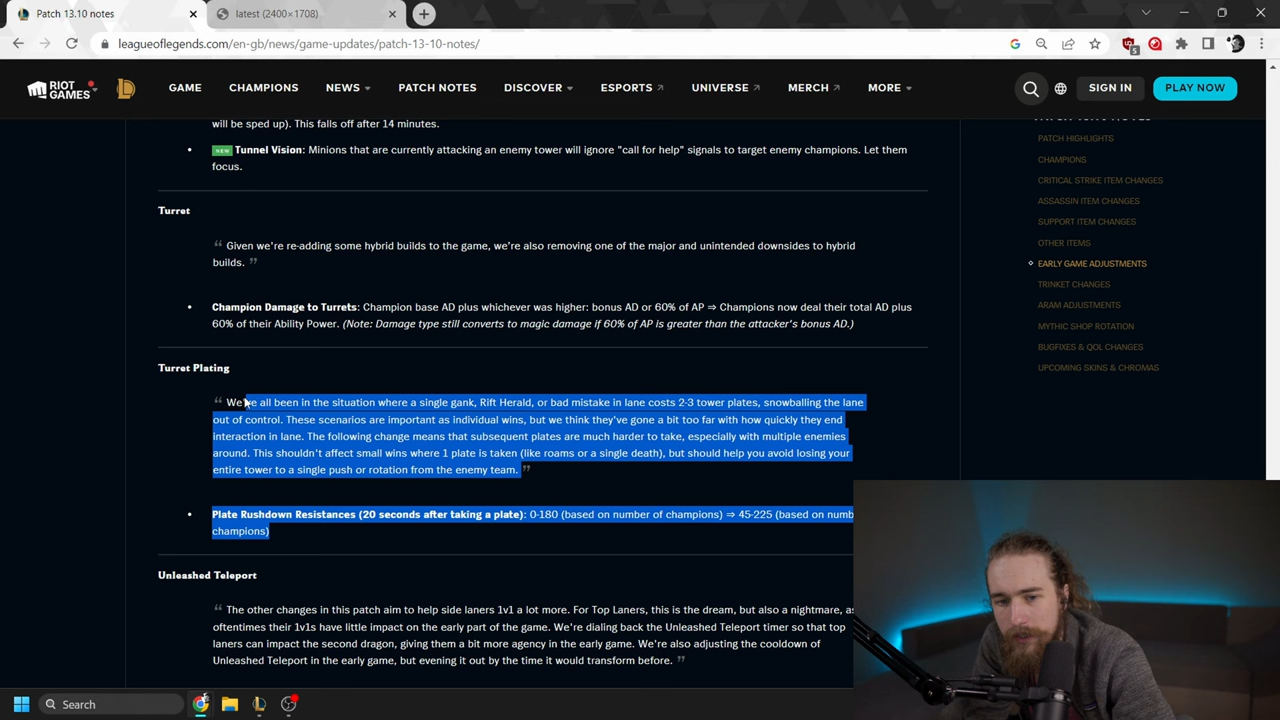 Patch 13.10 notes
latest (2400×1708)
leagueoflegends.com/en-gb/news/game-updates/patch-13-10-notes/
5
RIOT
GAMES
GAME
CHAMPIONS
NEWS
PATCH NOTES
DISCOVER
ESPORTS
UNIVERSE
MERCH
MORE
SIGN IN
PLAY NOW
will be sped up). This falls off after 14 minutes.
NEW Tunnel Vision: Minions that are currently attacking an enemy tower will ignore "call for help" signals to target enemy champions. Let them
focus.
Turret
“ Given we’re re-adding some hybrid builds to the game, we’re also removing one of the major and unintended downsides to hybrid
builds. ”
Champion Damage to Turrets: Champion base AD plus whichever was higher: bonus AD or 60% of AP ⇒ Champions now deal their total AD plus
60% of their Ability Power. (Note: Damage type still converts to magic damage if 60% of AP is greater than the attacker's bonus AD.)
Turret Plating
“ We've all been in the situation where a single gank, Rift Herald, or bad mistake in lane costs 2-3 tower plates, snowballing the lane
out of control. These scenarios are important as individual wins, but we think they've gone a bit too far with how quickly they end
interaction in lane. The following change means that subsequent plates are much harder to take, especially with multiple enemies
around. This shouldn't affect small wins where 1 plate is taken (like roams or a single death), but should help you avoid losing your
entire tower to a single push or rotation from the enemy team. ”
Plate Rushdown Resistances (20 seconds after taking a plate): 0-180 (based on number of champions) ⇒ 45-225 (based on numb
champions)
Unleashed Teleport
“ The other changes in this patch aim to help side laners 1v1 a lot more. For Top Laners, this is the dream, but also a nightmare, as
oftentimes their 1v1s have little impact on the early part of the game. We're dialing back the Unleashed Teleport timer so that top
laners can impact the second dragon, giving them a bit more agency in the early game. We're also adjusting the cooldown of
Unleashed Teleport in the early game, but evening it out by the time it would transform before. ”
PATCH HIGHLIGHTS
CHAMPIONS
CRITICAL STRIKE ITEM CHANGES
ASSASSIN ITEM CHANGES
SUPPORT ITEM CHANGES
OTHER ITEMS
EARLY GAME ADJUSTMENTS
TRINKET CHANGES
ARAM ADJUSTMENTS
MYTHIC SHOP ROTATION
BUGFIXES & QOL CHANGES
UPCOMING SKINS & CHROMAS
Search